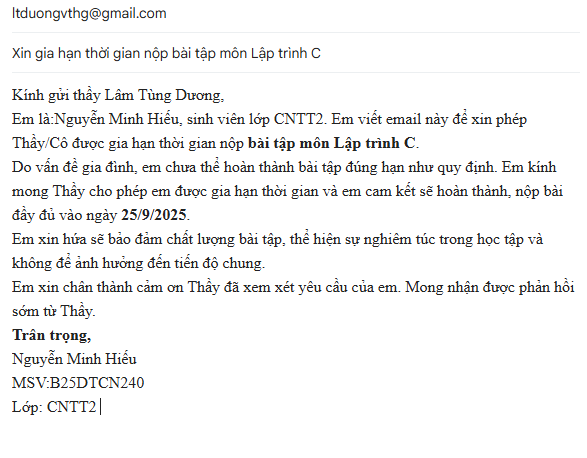 ltduongvthg@gmail.com
Xin gia hạn thời gian nộp bài tập môn Lập trình C
Kính gửi thầy Lâm Tùng Dương,
Em là:Nguyễn Minh Hiếu, sinh viên lớp CNTT2. Em viết email này để xin phép
Thầy/Cô được gia hạn thời gian nộp bài tập môn Lập trình C.
Do vấn đề gia đình, em chưa thể hoàn thành bài tập đúng hạn như quy định. Em kính
mong Thầy cho phép em được gia hạn thời gian và em cam kết sẽ hoàn thành, nộp bài
đầy đủ vào ngày 25/9/2025.
Em xin hứa sẽ bảo đảm chất lượng bài tập, thể hiện sự nghiêm túc trong học tập và
không để ảnh hưởng đến tiến độ chung.
Em xin chân thành cảm ơn Thầy đã xem xét yêu cầu của em. Mong nhận được phản hồi
sớm từ Thầy.
Trân trọng,
Nguyễn Minh Hiếu
MSV:B25DTCN240
Lớp: CNTT2